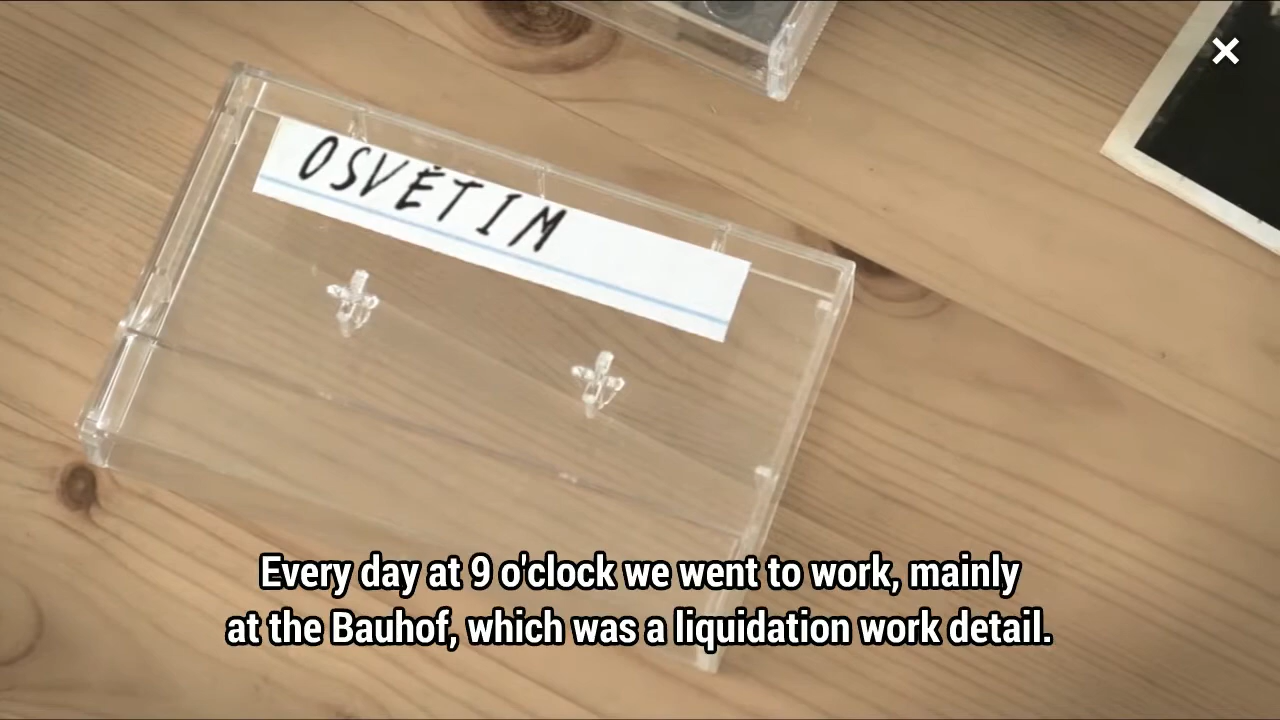 OSVĚTIM
Every day at 9 o'clock we went to work, mainly
at the Bauhof, which was a liquidation work detail.